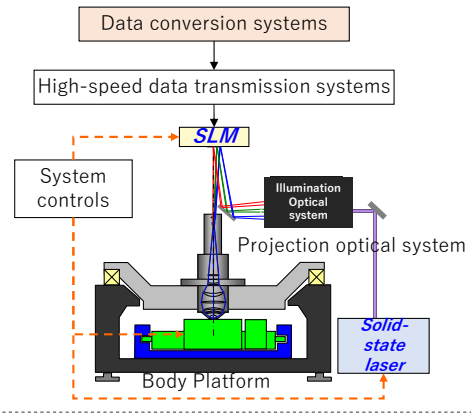 Data conversion systems
High-speed data transmission systems
SLM
System
controls
Illumination
Optical
system
Projection optical system
Solid-
state
laser
Body Platform